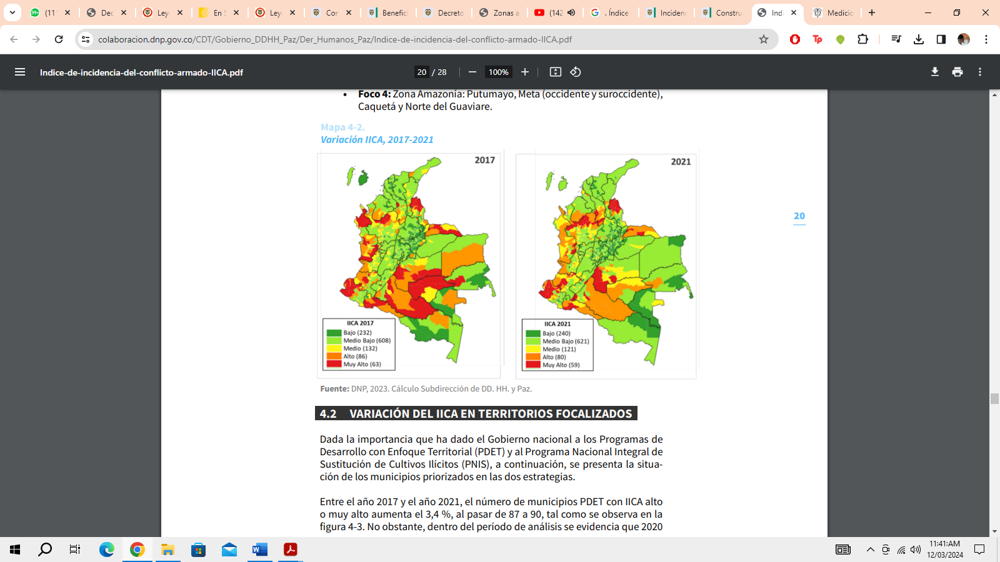 99+
(11
Dec
Ley
En S
Ley
Con
Benefici
Decreto
Zonas a
(142
. Índice
Incidenc
Constru
Indi
Medicio
colaboracion.dnp.gov.co/CDT/Gobierno_DDHH_Paz/Der_Humanos_Paz/Indice-de-incidencia-del-conflicto-armado-IICA.pdf
Indice-de-incidencia-del-conflicto-armado-IICA.pdf
20 / 28
100%
• Foco 4: Zona Amazonía: Putumayo, Meta (occidente y suroccidente),
Caquetá y Norte del Guaviare.
Mapa 4-2.
Variación IICA, 2017-2021
2017
IICA 2017
Bajo (232)
Medio Bajo (608)
Medio (132)
Alto (86)
Muy Alto (63)
2021
IICA 2021
Bajo (240)
Medio Bajo (621)
Medio (121)
Alto (80)
Muy Alto (59)
20
Fuente: DNP, 2023. Cálculo Subdirección de DD. HH. y Paz.
4.2 VARIACIÓN DEL IICA EN TERRITORIOS FOCALIZADOS
Dada la importancia que ha dado el Gobierno nacional a los Programas de
Desarrollo con Enfoque Territorial (PDET) y al Programa Nacional Integral de
Sustitución de Cultivos Ilícitos (PNIS), a continuación, se presenta la situa-
ción de los municipios priorizados en las dos estrategias.
Entre el año 2017 y el año 2021, el número de municipios PDET con IICA alto
o muy alto aumenta el 3,4 %, al pasar de 87 a 90, tal como se observa en la
figura 4-3. No obstante, dentro del período de análisis se evidencia que 2020
11:41:AM
12/03/2024